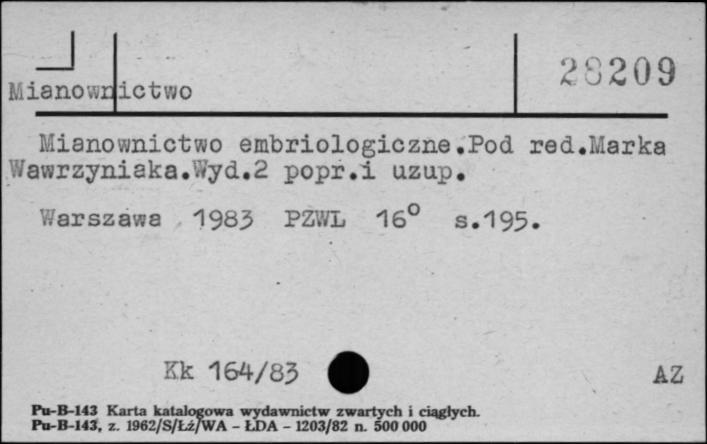 28209
Mianownictwo
Mianownictwo embriologiczne.Pod red.Marka
Wawrzyniaka.Wyd.2 popr.i uzup.
Warszawa 1983 PZWL 16° s.195.
Kk 164/83 AZ
Pu-B-143 Karta katalogowa wydawnictw zwartych i ciągłych.
Pu-B-143, z. 1962/S/Łź/WA - ŁDA - 1203/82 n. 500 000